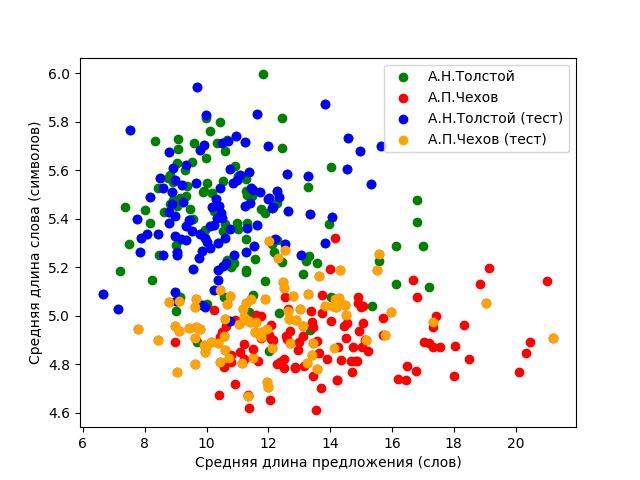 А.Н.Толстой
А.П.Чехов
А.Н.Толстой (тест)
А.П.Чехов (тест)
6.0
5.8
5.6
5.4
5.2
5.0
4.8
4.6
Средняя длина слова (символов)
6 8 10 12 14 16 18 20
Средняя длина предложения (слов)